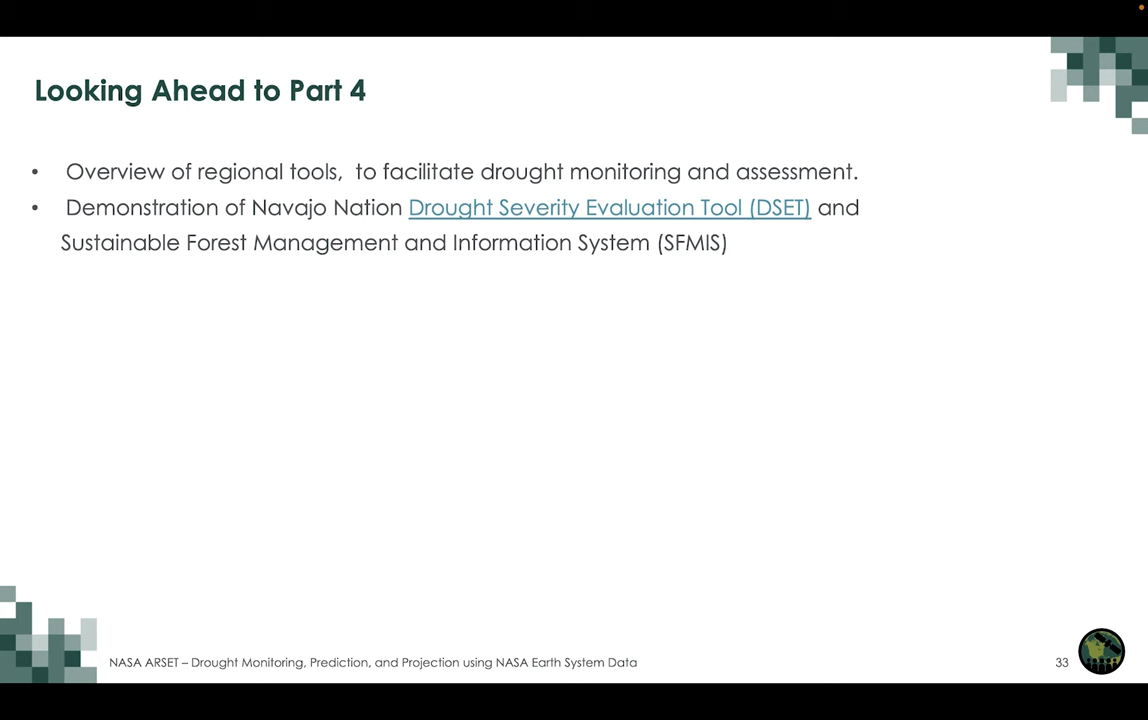 Looking Ahead to Part 4
• Overview of regional tools,  to facilitate drought monitoring and assessment.
• Demonstration of Navajo Nation Drought Severity Evaluation Tool (DSET) and
Sustainable Forest Management and Information System (SFMIS)
NASA ARSET – Drought Monitoring, Prediction, and Projection using NASA Earth System Data
33